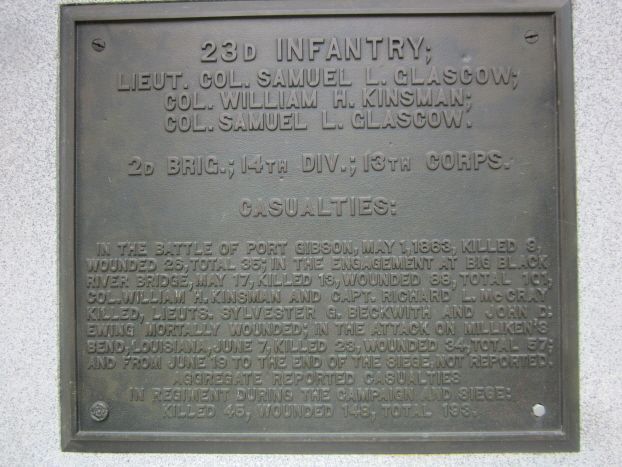 23D INFANTRY;
LIEUT. COL. SAMUEL L. GLASGOW;
COL. WILLIAM H. KINSMAN;
COL. SAMUEL L. GLASGOW.
2D BRIG.; 14TH DIV.; 13TH CORPS.
CASUALTIES:
IN THE BATTLE OF PORT GIBSON, MAY 1, 1863, KILLED 9,
WOUNDED 26, TOTAL 35; IN THE ENGAGEMENT AT BIG BLACK
RIVER BRIDGE, MAY 17, KILLED 13, WOUNDED 88, TOTAL 101,
COL. WILLIAM H. KINSMAN AND CAPT. RICHARD L. McCRAY
KILLED, LIEUTS. SYLVESTER G. BECKWITH AND JOHN D.
EWING MORTALLY WOUNDED; IN THE ATTACK ON MILLIKEN'S
BEND, LOUISIANA, JUNE 7, KILLED 23, WOUNDED 34, TOTAL 57;
AND FROM JUNE 19 TO THE END OF THE SIEGE, NOT REPORTED.
AGGREGATE REPORTED CASUALTIES
IN REGIMENT DURING THE CAMPAIGN AND SIEGE:
KILLED 45, WOUNDED 148, TOTAL 193.